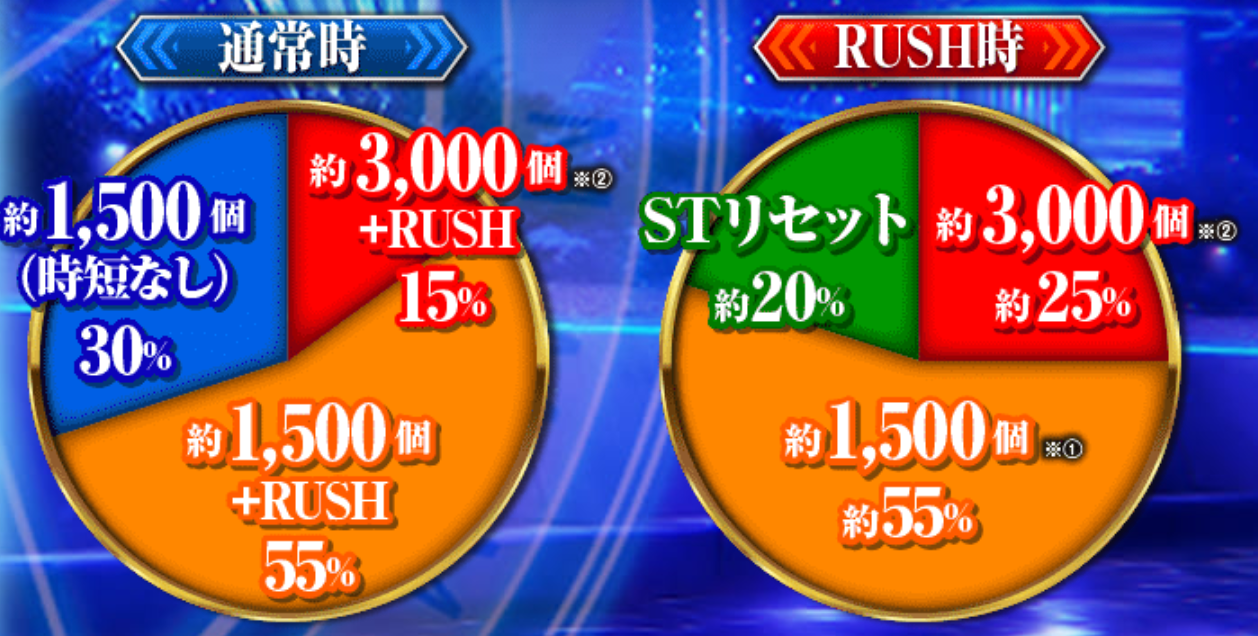 通常時
約3,000個※②
+RUSH
15%
約1,500個
(時短なし)
30%
約1,500個
+RUSH
55%
RUSH時
STリセット
約20%
約3,000個※②
約25%
約1,500個※①
約55%